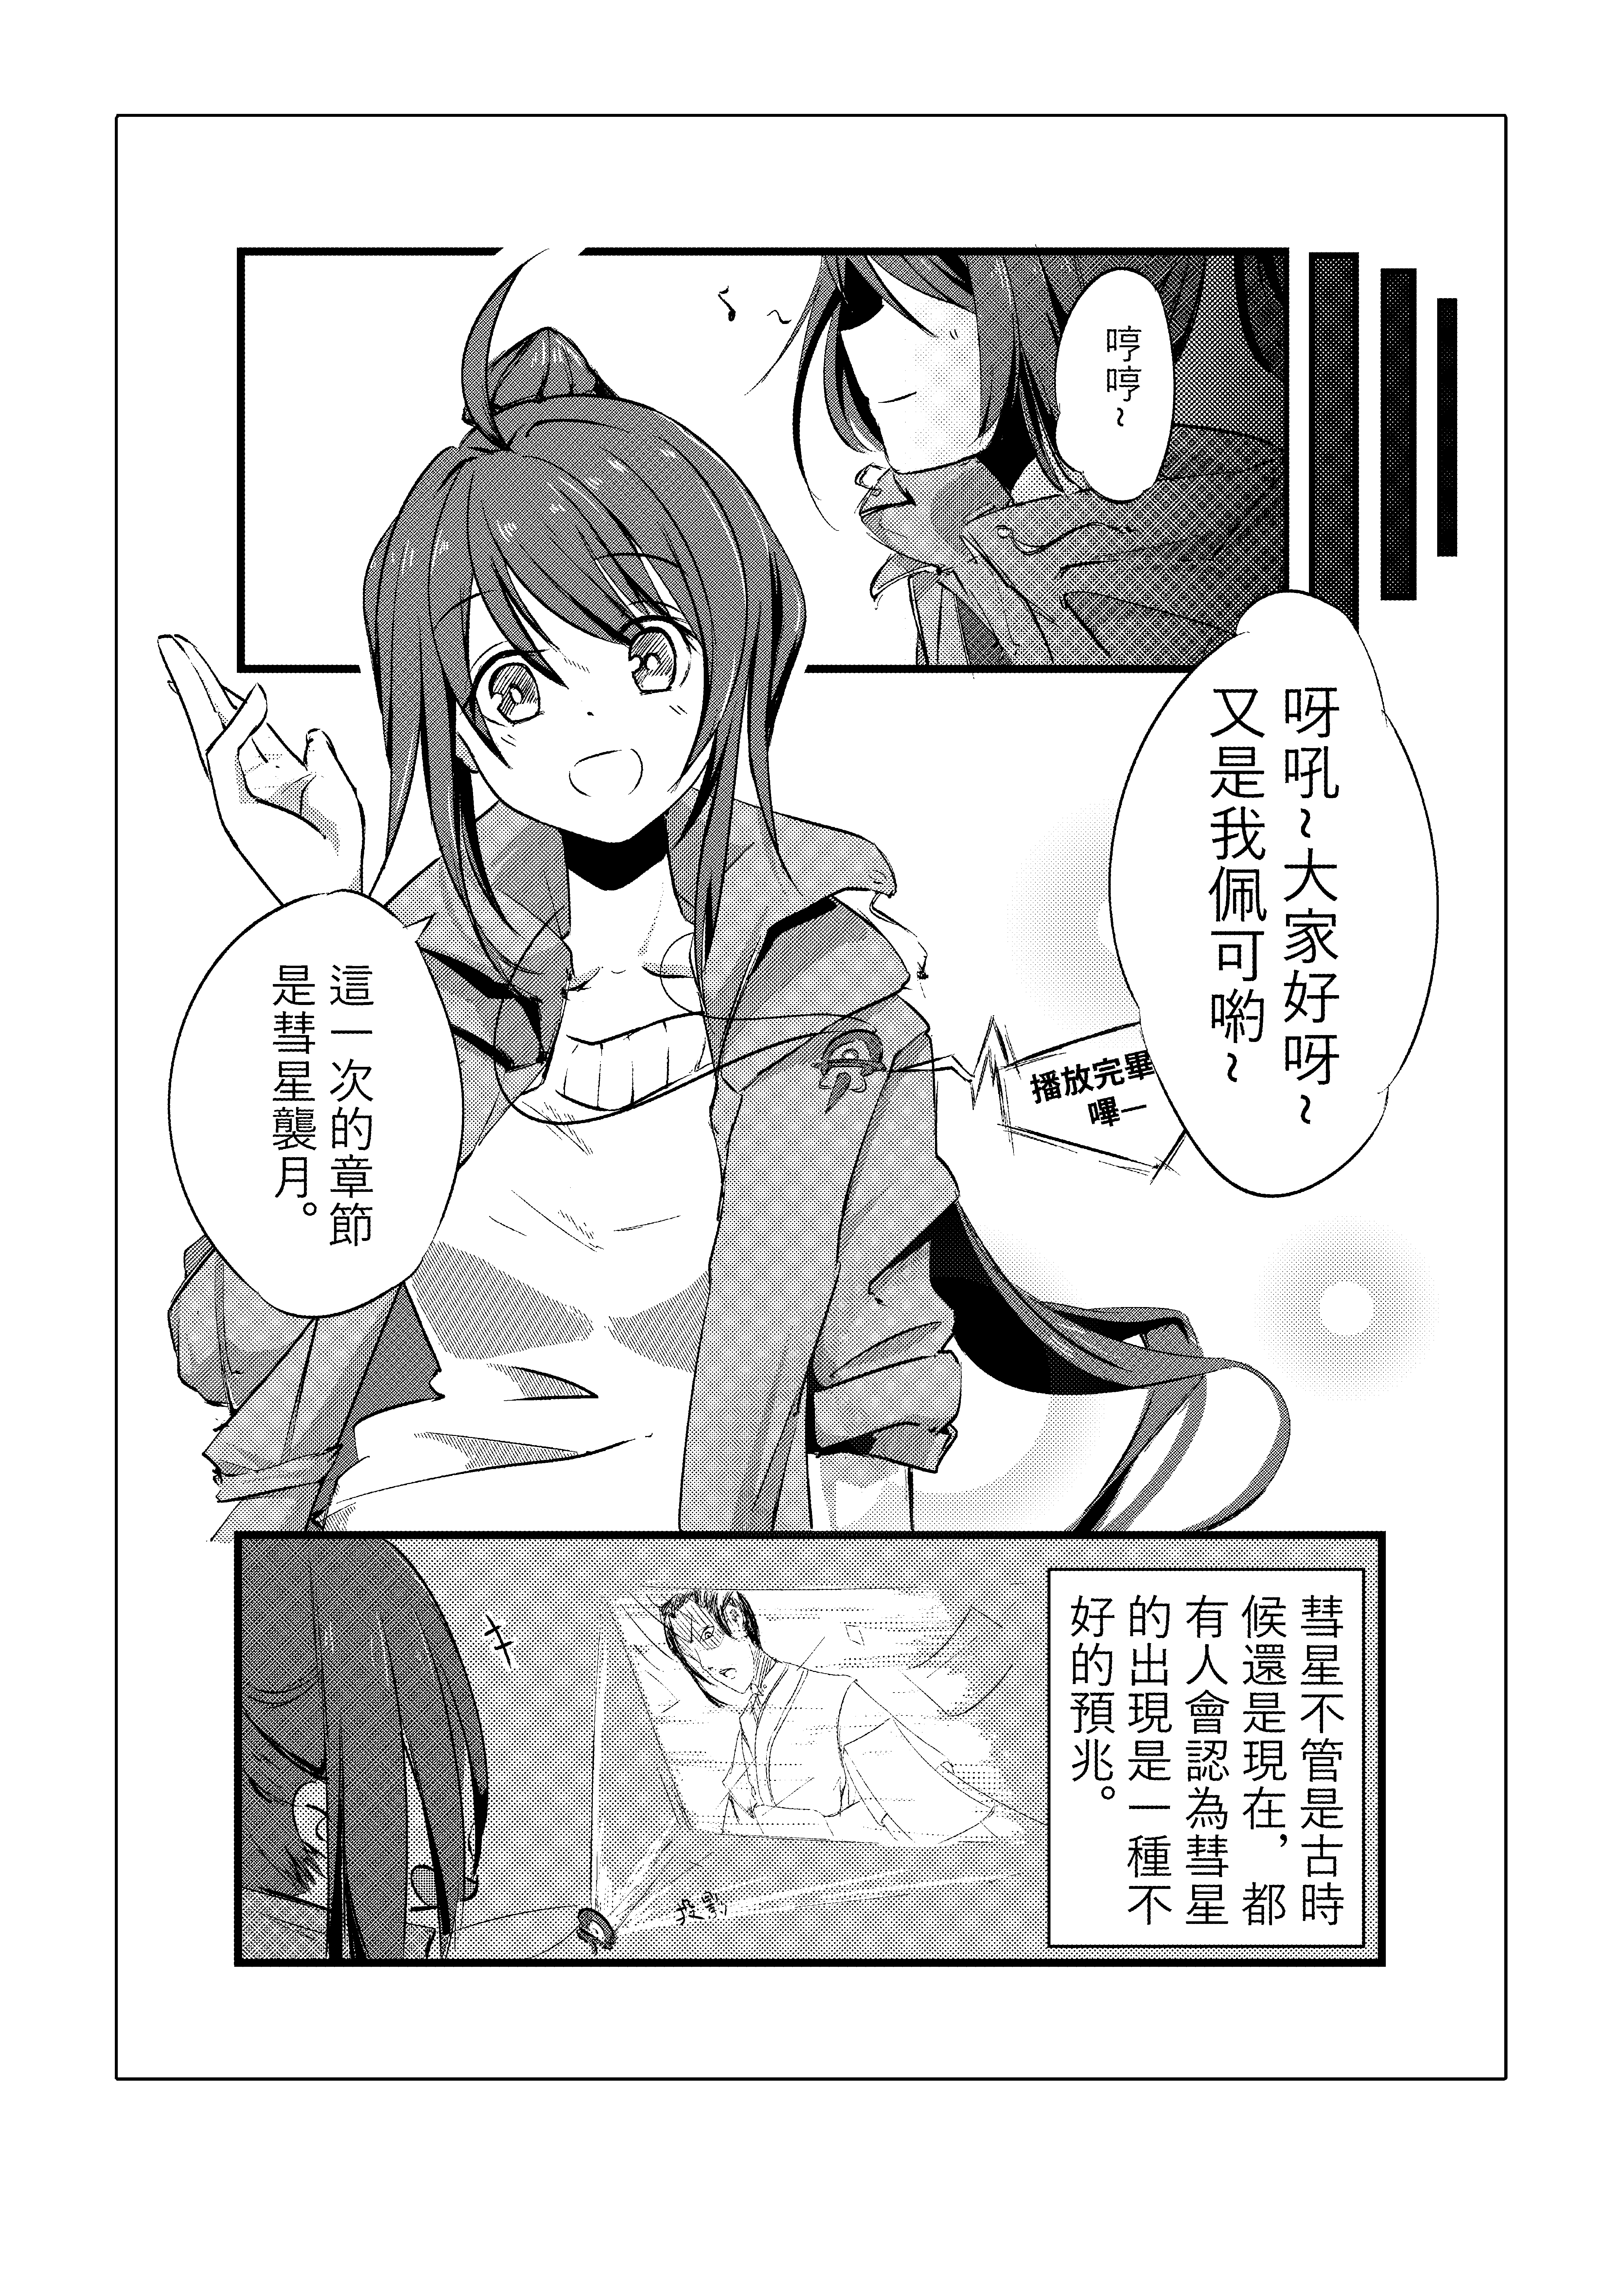 哼哼~
呀吼~大家好呀~
又是我佩可喲~
播放完畢
嗶—
這一次的章節
是彗星襲月。
彗星不管是古時
候還是現在，都
有人會認為彗星
的出現是一種不
好的預兆。
投影